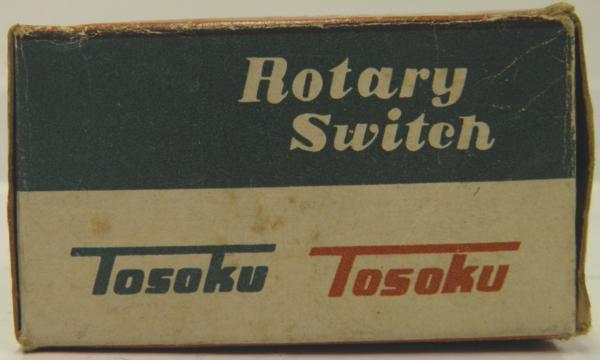 Rotary
Switch
Tosoku Tosoku